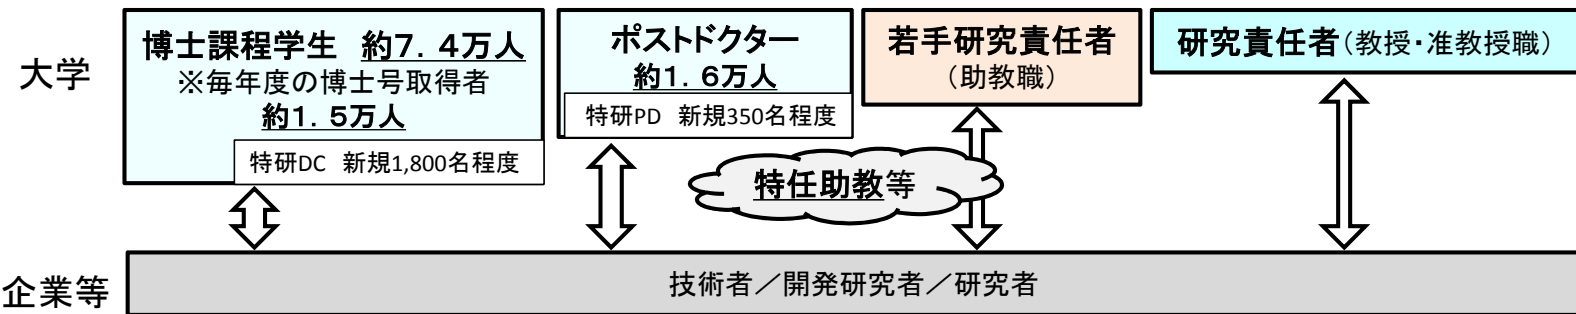 大学
博士課程学生 約7．4万人
※毎年度の博士号取得者
約1．5万人
特研DC 新規1,800名程度
ポストドクター
約1．6万人
特研PD 新規350名程度
若手研究責任者
（助教職）
研究責任者（教授・准教授職）
特任助教等
企業等
技術者／開発研究者／研究者